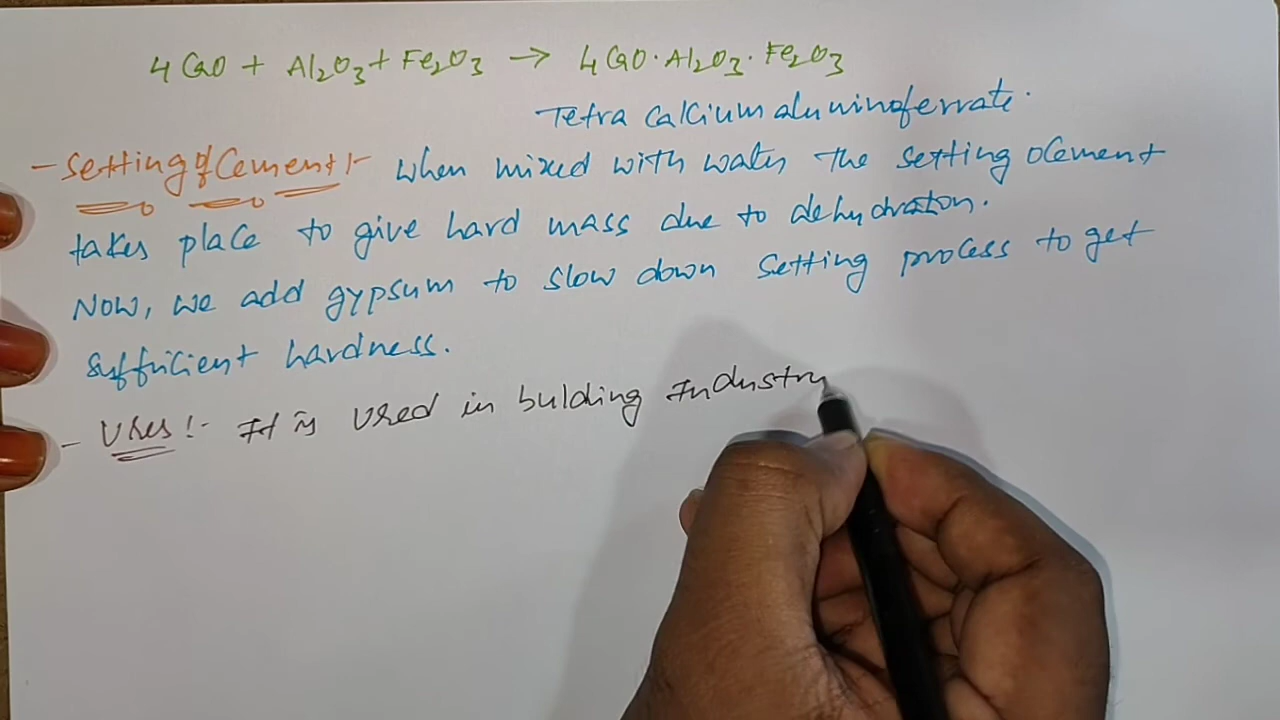 4CaO + Al₂O₃ + Fe₂O₃ → 4CaO·Al₂O₃·Fe₂O₃
Tetra calcium aluminoferrate.
- Setting of Cement :- when mixed with water, the setting of cement
takes place to give hard mass due to dehydration.
Now, we add gypsum to slow down setting process to get
sufficient hardness.
- Uses :- It is used in bulding Industry